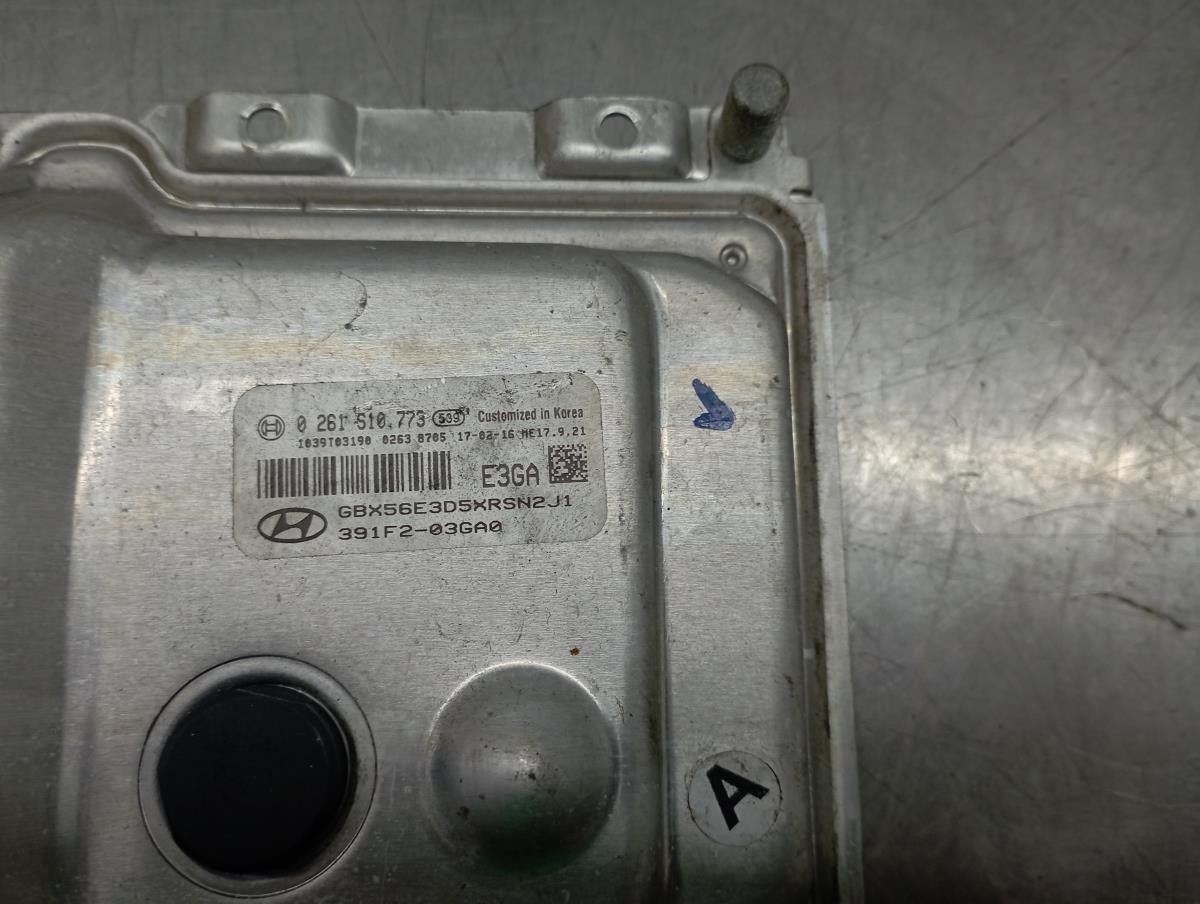 0 261 S10.773 539 Customized in Korea
1039T03190 0263 8705 17-02-16 ME17.9.21
E3GA
GBX56E3D5XRSN2J1
391F2-03GA0
A